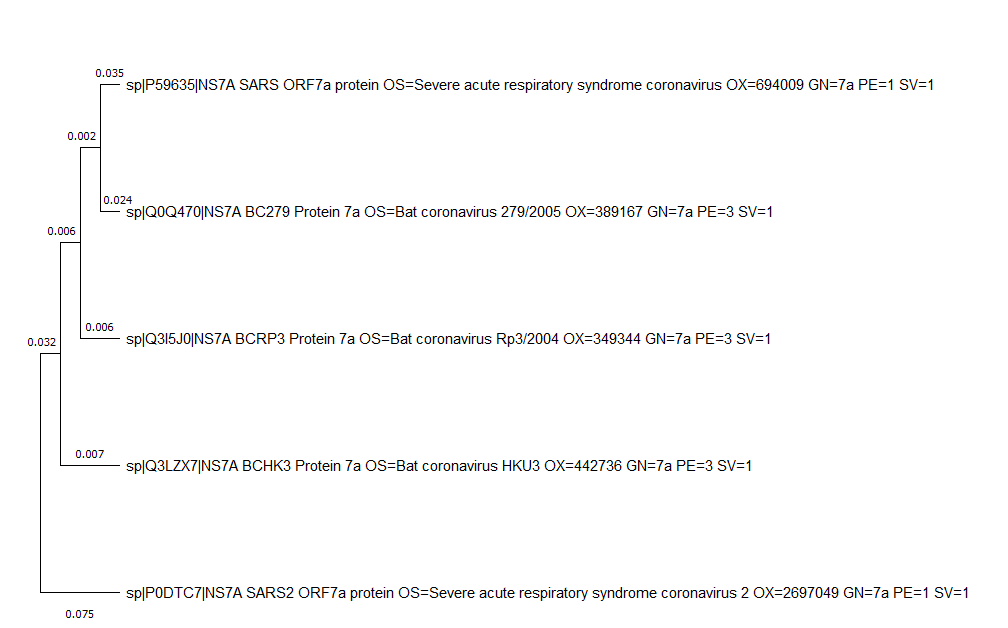 0.035
sp|P59635|NS7A SARS ORF7a protein OS=Severe acute respiratory syndrome coronavirus OX=694009 GN=7a PE=1 SV=1
0.002
0.024
sp|Q0Q470|NS7A BC279 Protein 7a OS=Bat coronavirus 279/2005 OX=389167 GN=7a PE=3 SV=1
0.006
0.006
sp|Q3I5J0|NS7A BCRP3 Protein 7a OS=Bat coronavirus Rp3/2004 OX=349344 GN=7a PE=3 SV=1
0.032
0.007
sp|Q3LZX7|NS7A BCHK3 Protein 7a OS=Bat coronavirus HKU3 OX=442736 GN=7a PE=3 SV=1
sp|P0DTC7|NS7A SARS2 ORF7a protein OS=Severe acute respiratory syndrome coronavirus 2 OX=2697049 GN=7a PE=1 SV=1
0.075